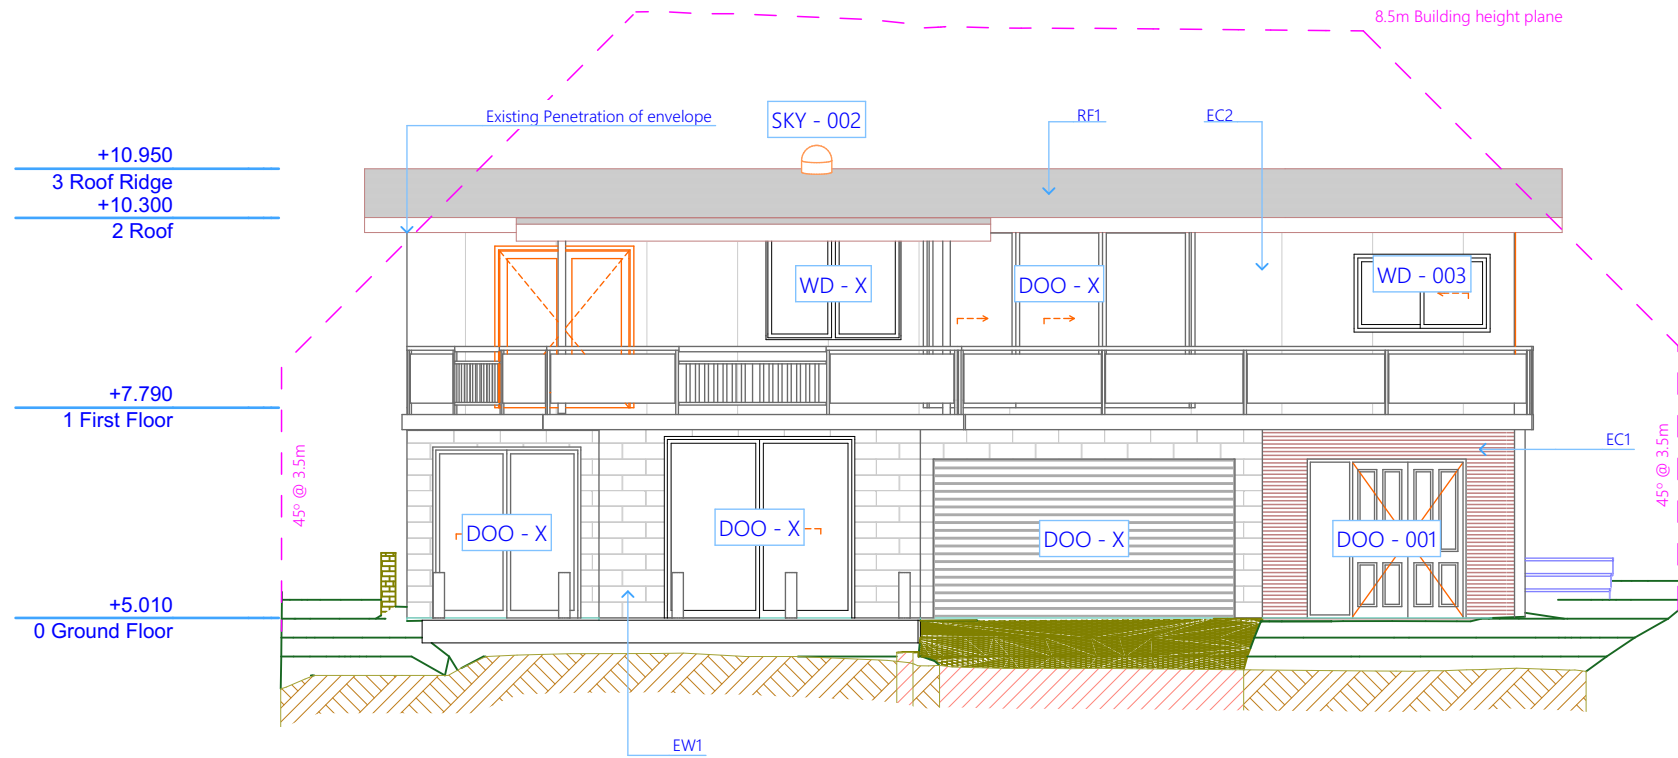 8.5m Building height plane
Existing Penetration of envelope
SKY - 002
RF1
EC2
+10.950
3 Roof Ridge
+10.300
2 Roof
WD - X
DOO - X
WD - 003
+7.790
1 First Floor
45º @ 3.5m
EC1
45º @ 3.5m
DOO - X
DOO - X
DOO - X
DOO - 001
+5.010
0 Ground Floor
EW1